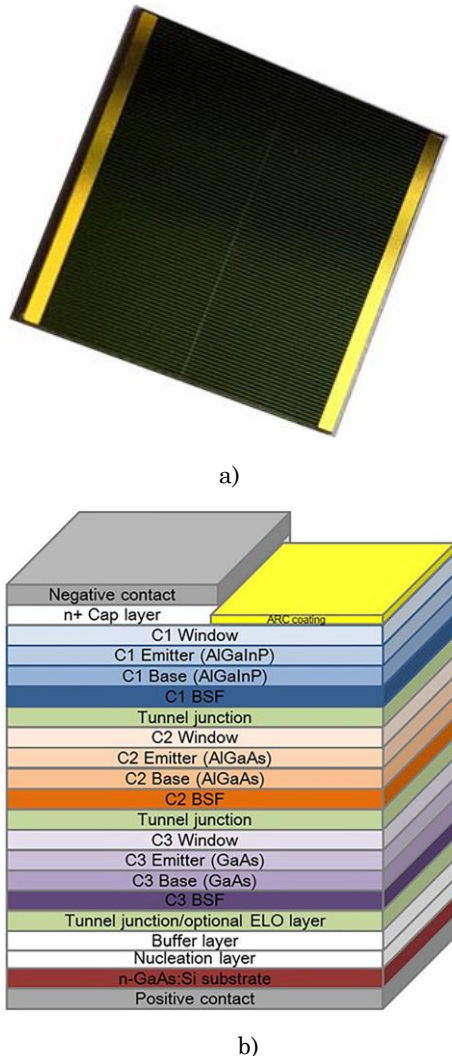 a)
Negative contact
n+ Cap layer
ARC coating
C1 Window
C1 Emitter (AlGaInP)
C1 Base (AlGaInP)
C1 BSF
Tunnel junction
C2 Window
C2 Emitter (AlGaAs)
C2 Base (AlGaAs)
C2 BSF
Tunnel junction
C3 Window
C3 Emitter (GaAs)
C3 Base (GaAs)
C3 BSF
Tunnel junction/optional ELO layer
Buffer layer
Nucleation layer
n-GaAs:Si substrate
Positive contact
b)